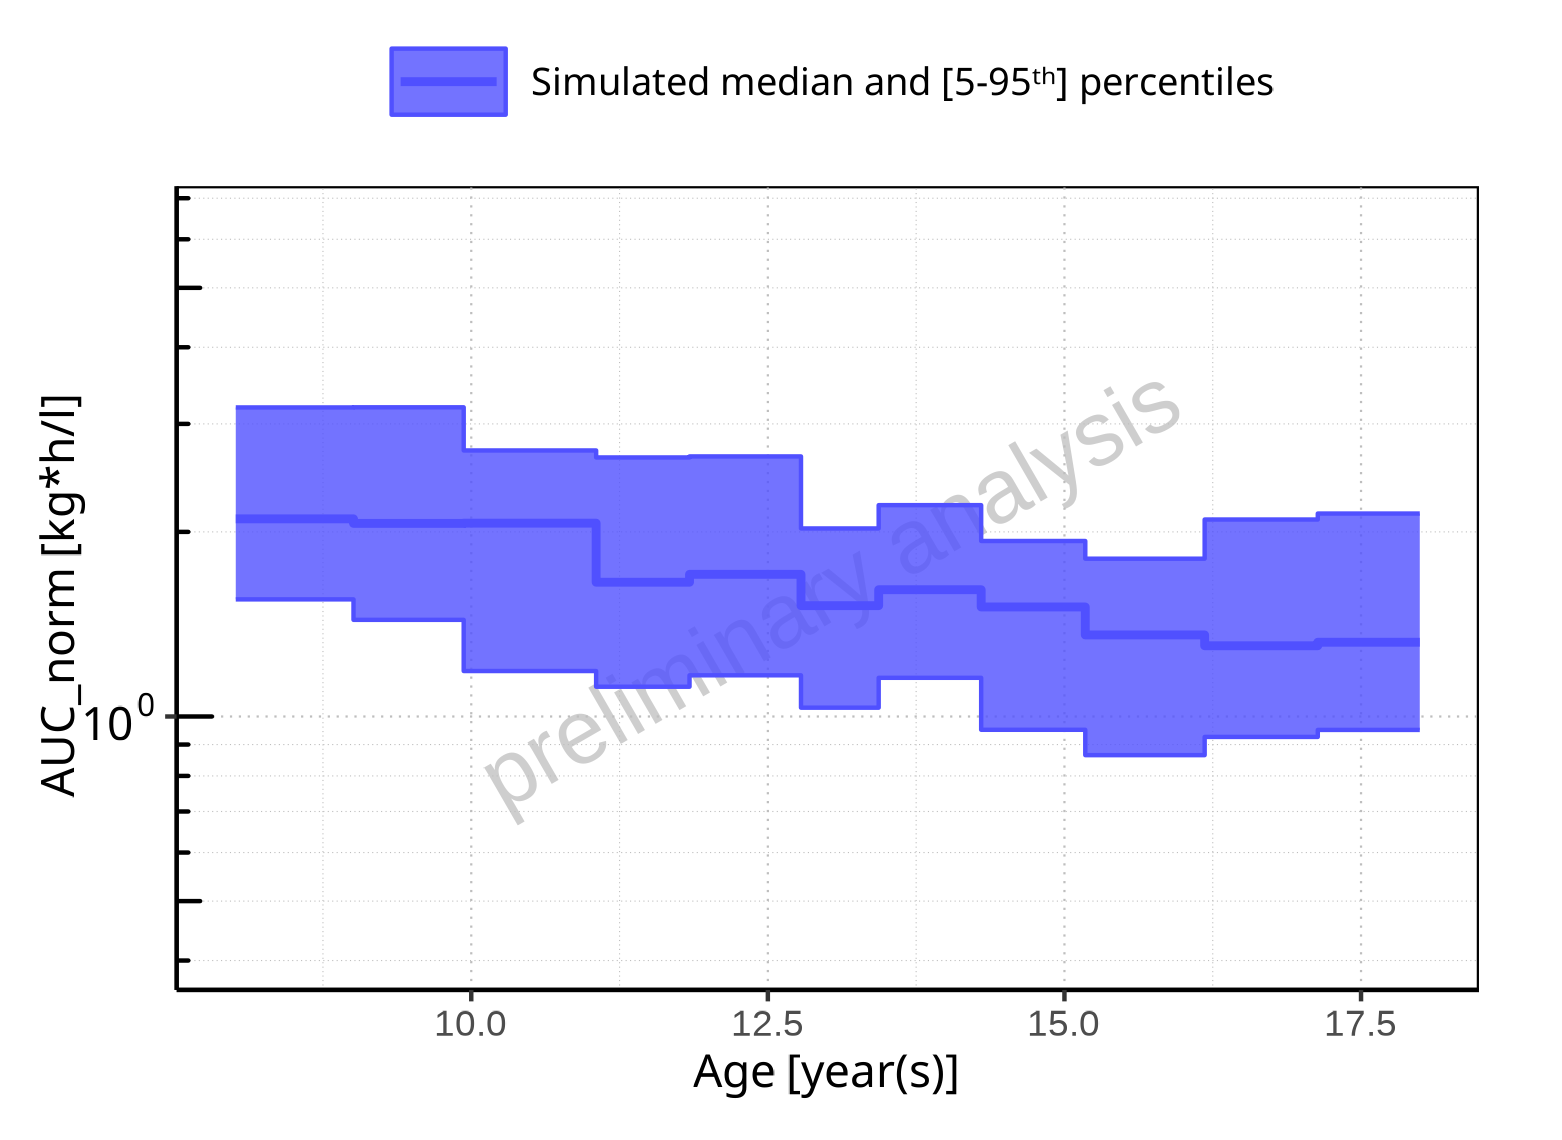 Simulated median and [5-95ᵗʰ] percentiles
AUC_norm [kg*h/l]
10⁰
preliminary analysis
10.0 12.5 15.0 17.5
Age [year(s)]